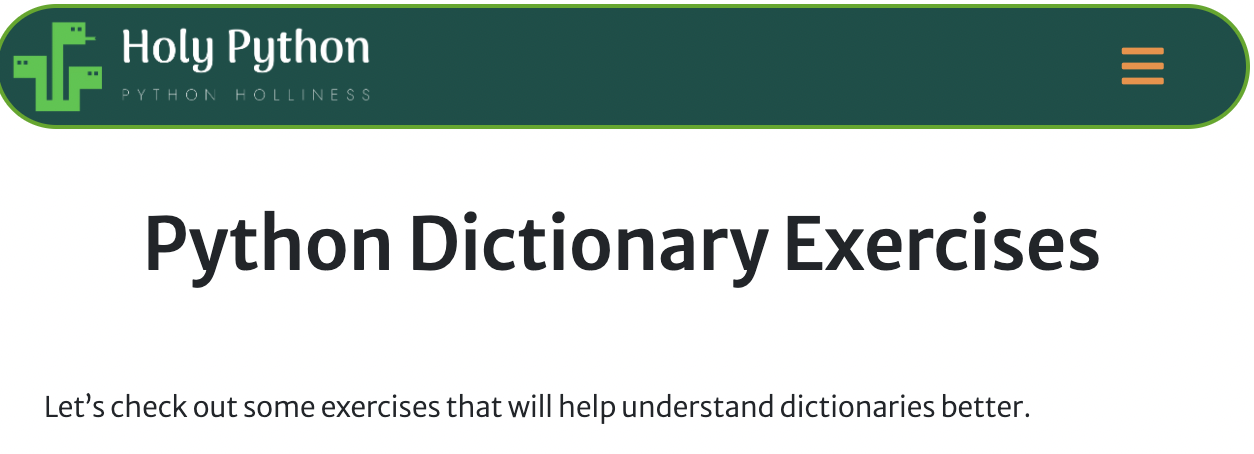 Holy Python
PYTHON HOLLINESS
Python Dictionary Exercises
Let’s check out some exercises that will help understand dictionaries better.